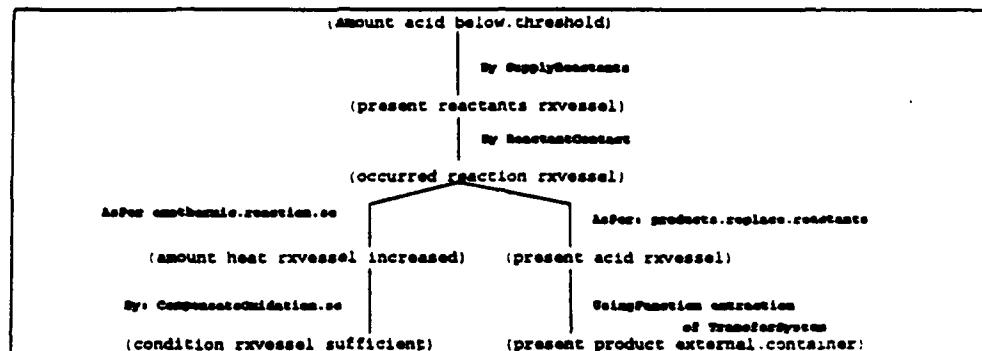 (Amount acid below.threshold)
By SupplyReactants
(present reactants rxvessel)
By ReactantContact
(occurred reaction rxvessel)
AsPer exothermic.reaction.se
AsPer: products.replace.reactants
(amount heat rxvessel increased)
(present acid rxvessel)
By: CompensateOxidation.se
UsingFunction extraction
of TransferSystem
(condition rxvessel sufficient)
(present product external.container)